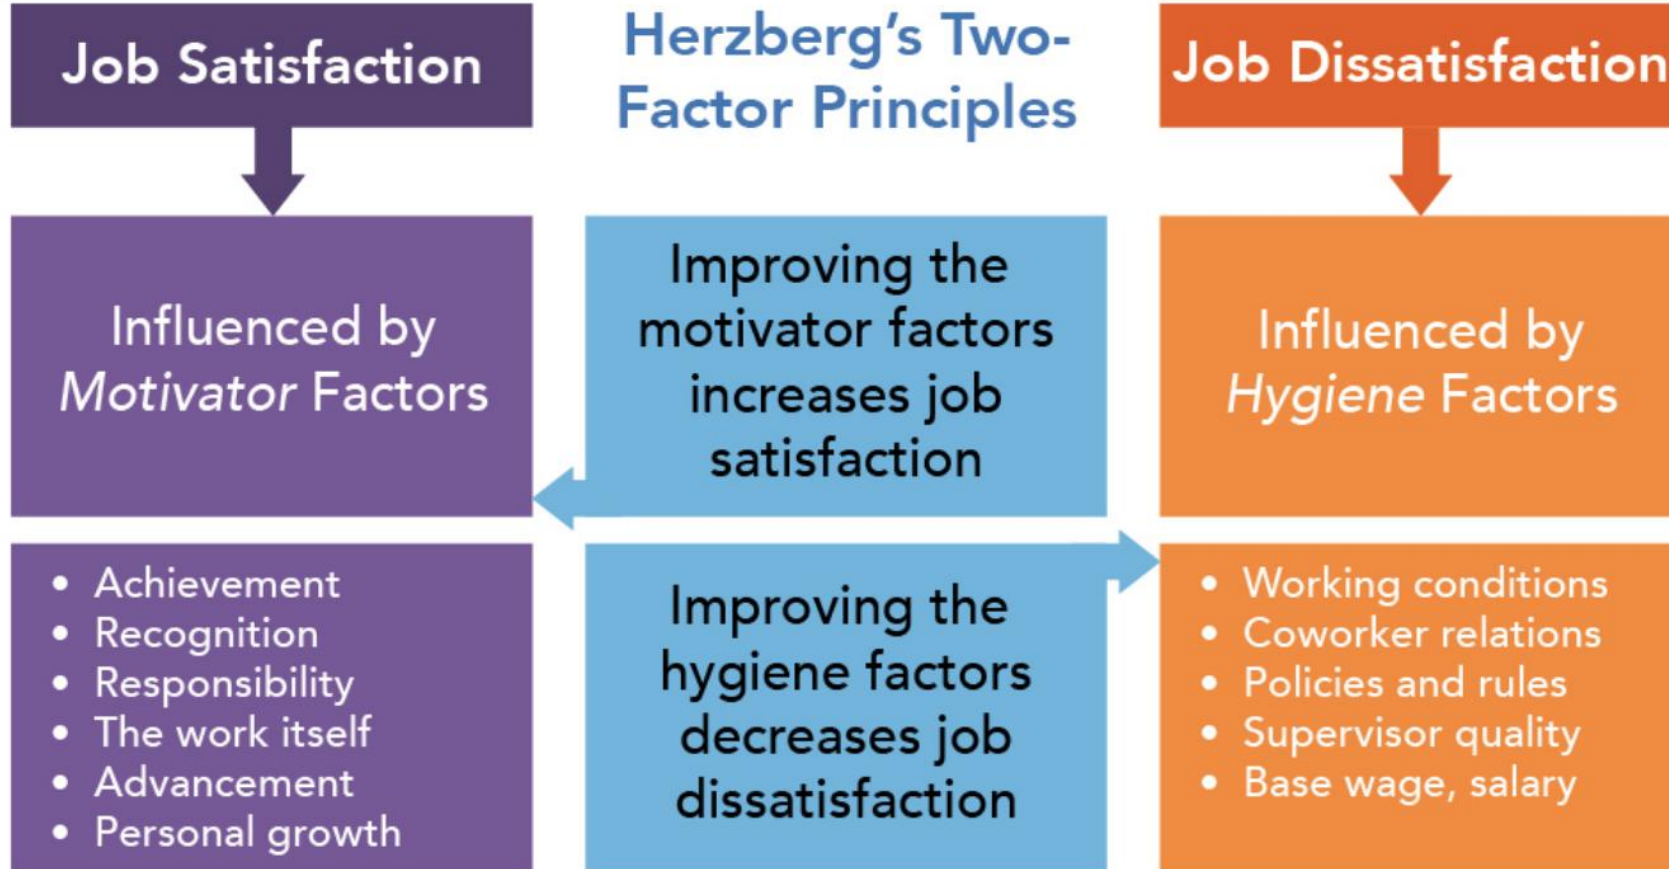 Job Satisfaction
Herzberg’s Two-
Factor Principles
Job Dissatisfaction
Influenced by
Motivator Factors
Improving the
motivator factors
increases job
satisfaction
Influenced by
Hygiene Factors
• Achievement
• Recognition
• Responsibility
• The work itself
• Advancement
• Personal growth
Improving the
hygiene factors
decreases job
dissatisfaction
• Working conditions
• Coworker relations
• Policies and rules
• Supervisor quality
• Base wage, salary